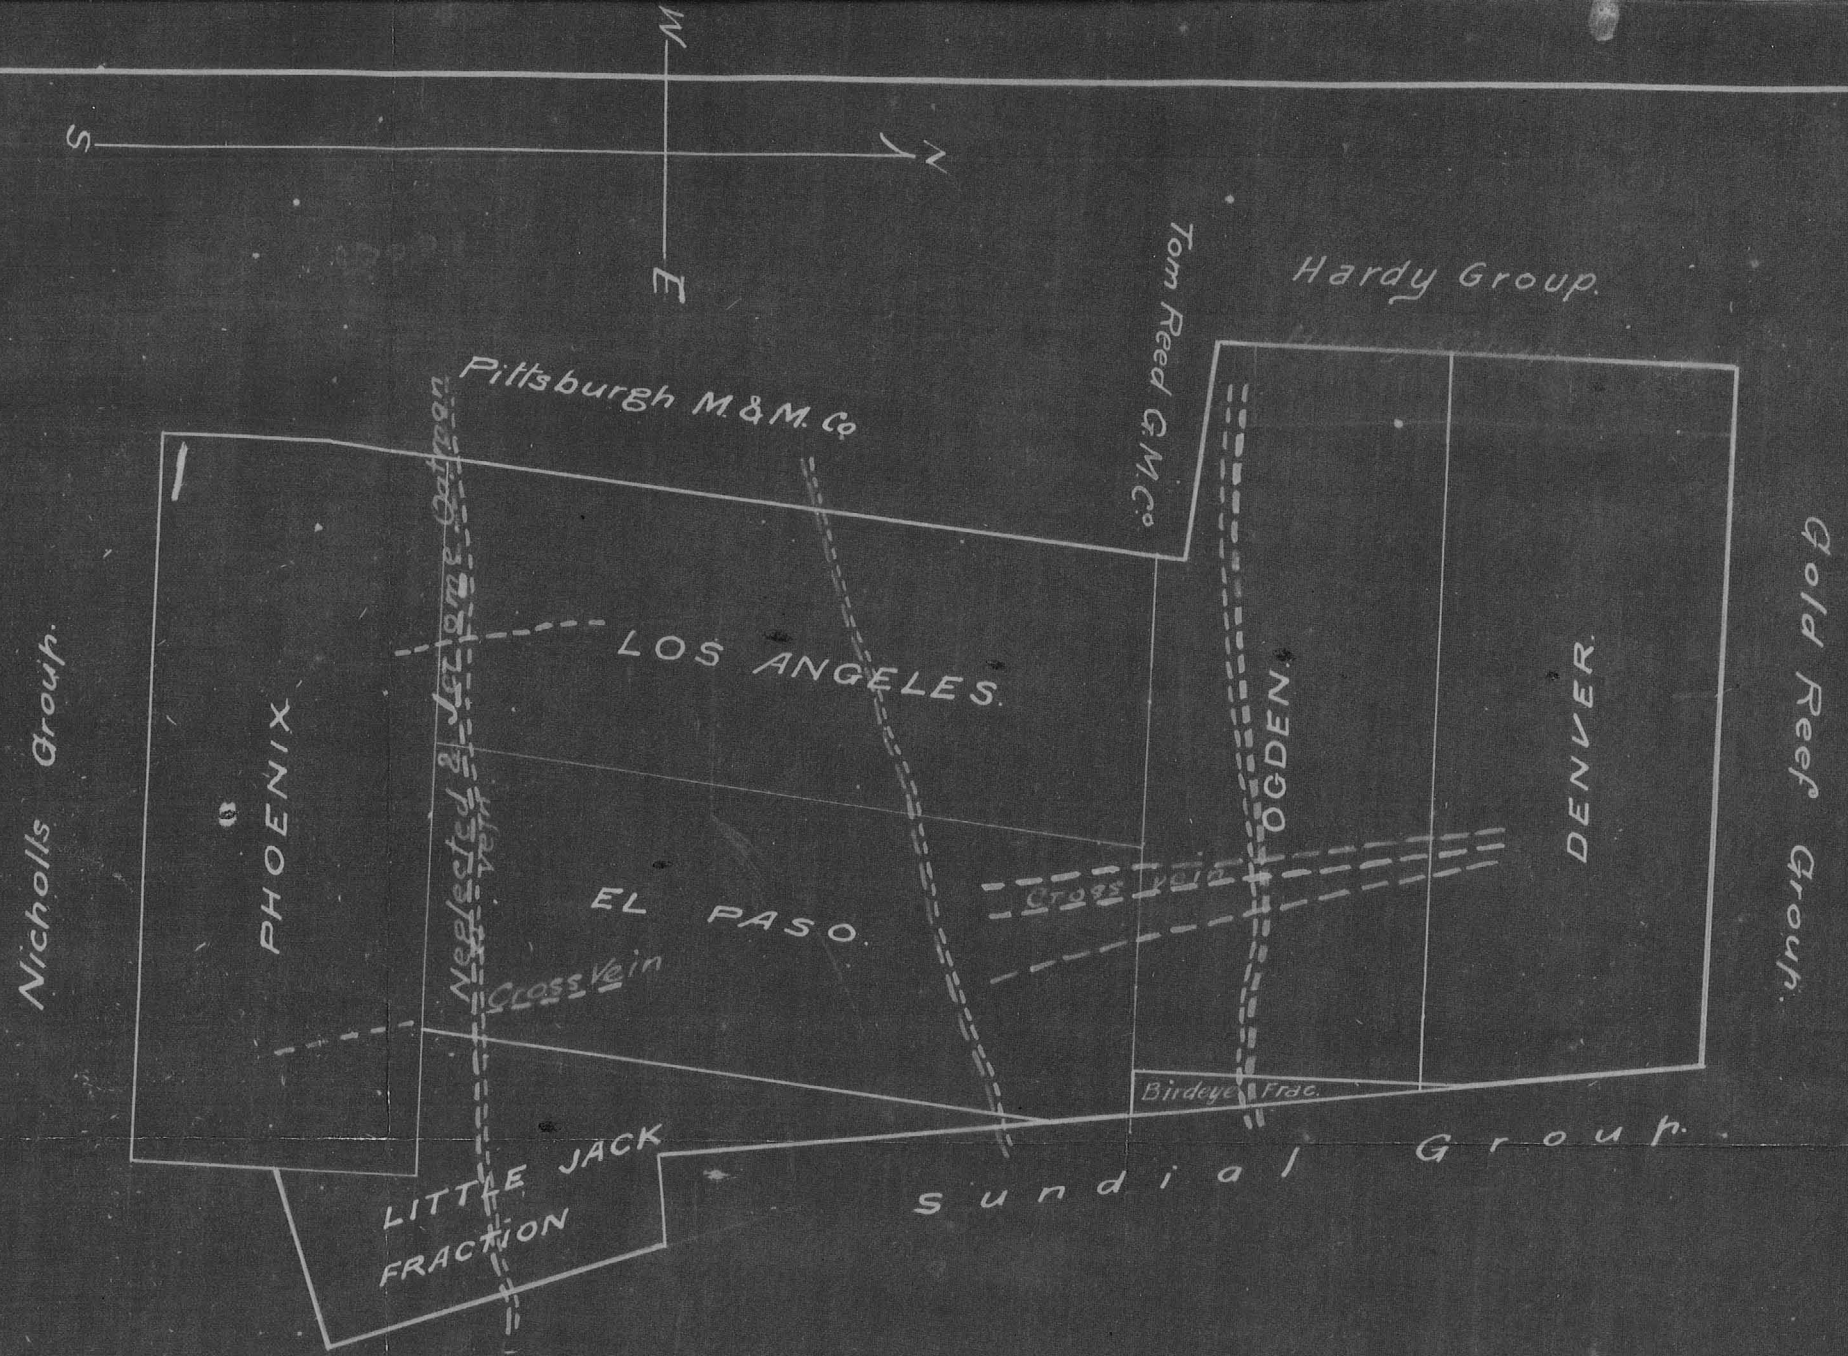 W
S
N
E
Tom Reed G.M.Co.
Hardy Group.
Pittsburgh M.&M. Co
Gold Reef Group.
Nicholls Group.
PHOENIX
Neglected & Jerome Oatman
Vein
LOS ANGELES.
OGDEN.
DENVER.
EL PASO.
Cross Vein
Cross Vein
Birdeye Frac.
LITTLE JACK
FRACTION
Sundial Group.